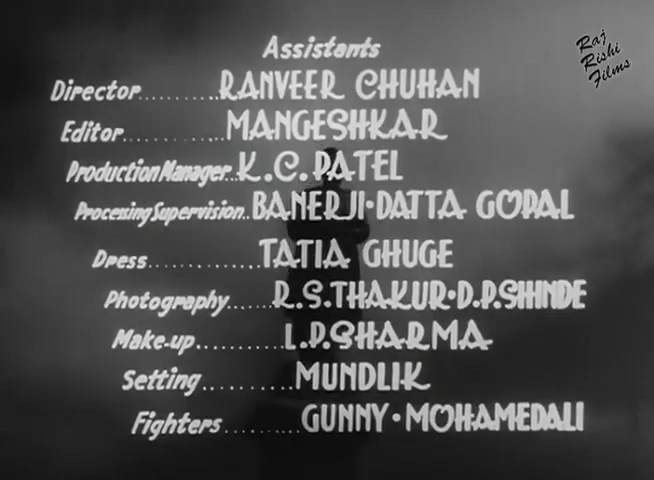 Assistants
Director..........RANVEER CHUHAN
Editor..............MANGESHKAR
Production Manager...K.C.PATEL
Processing Supervision..BANERJI·DATTA GOPAL
Dress..............TATIA GHUGE
Photography......R.S.THAKUR·D.P.SHINDE
Make-up...........L.P.SHARMA
Setting...........MUNDLIK
Fighters..........GUNNY·MOHAMEDALI
Raj
Rishi
Films